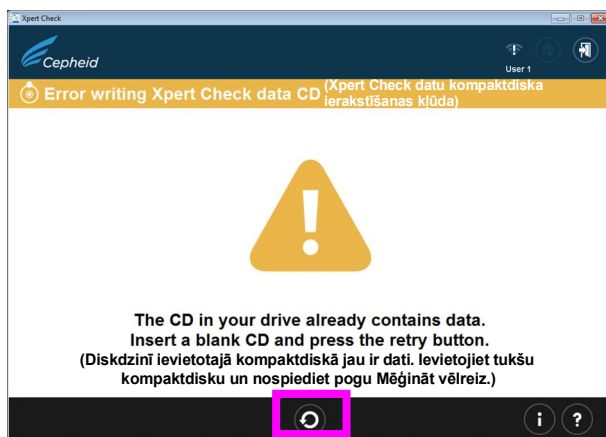 Xpert Check
Cepheid
User 1
Error writing Xpert Check data CD (Xpert Check datu kompaktdiska
ierakstīšanas kļūda)
The CD in your drive already contains data.
Insert a blank CD and press the retry button.
(Diskdzinī ievietotajā kompaktdiskā jau ir dati. Ievietojiet tukšu
kompaktdisku un nospiediet pogu Mēģināt vēlreiz.)
i ?